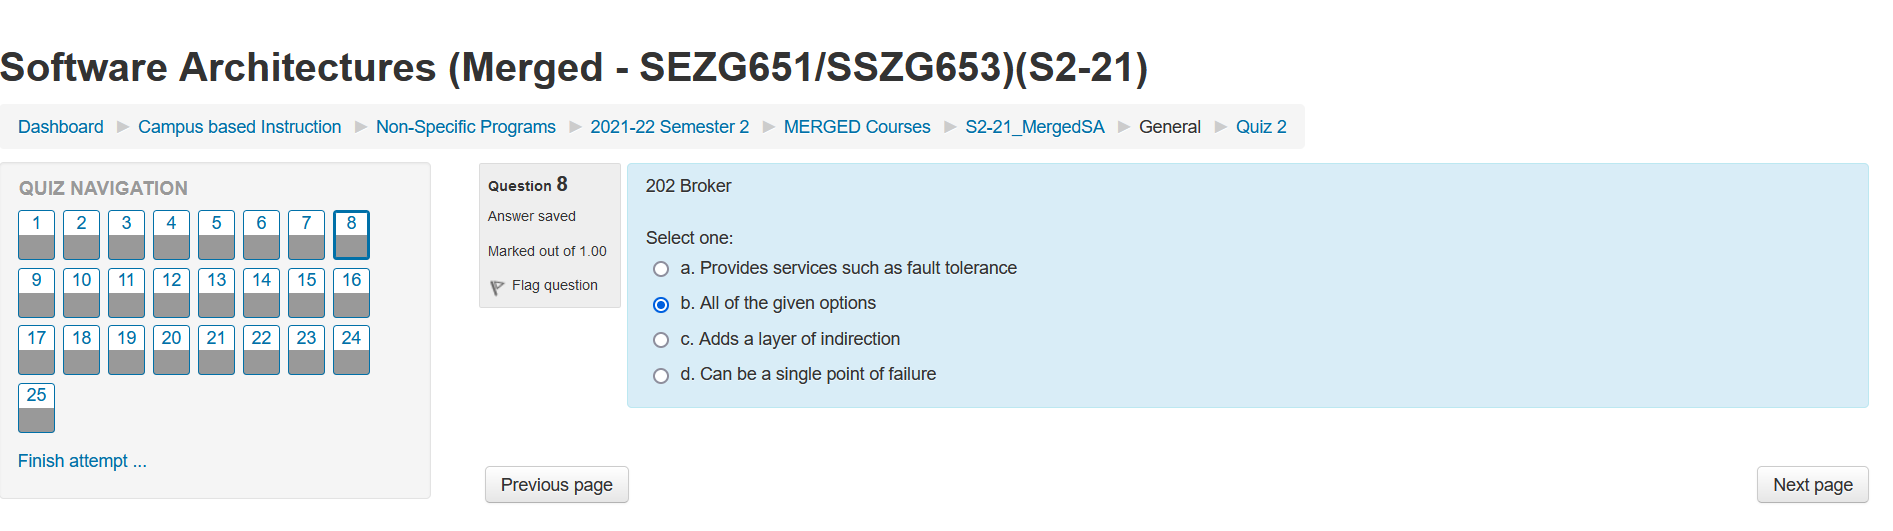 Software Architectures (Merged - SEZG651/SSZG653)(S2-21)
Dashboard Campus based Instruction Non-Specific Programs 2021-22 Semester 2 MERGED Courses S2-21_MergedSA General Quiz 2
QUIZ NAVIGATION
1 2 3 4 5 6 7 8
9 10 11 12 13 14 15 16
17 18 19 20 21 22 23 24
25
Finish attempt ...
Question 8
Answer saved
Marked out of 1.00
Flag question
202 Broker
Select one:
a. Provides services such as fault tolerance
b. All of the given options
c. Adds a layer of indirection
d. Can be a single point of failure
Previous page
Next page